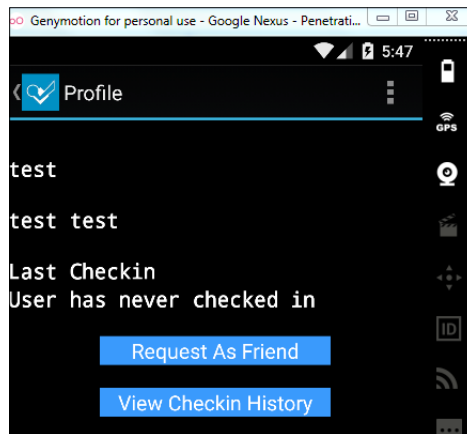 Genymotion for personal use - Google Nexus - Penetrati...
5:47
Profile
GPS
test
test test
Last Checkin
User has never checked in
ID
Request As Friend
View Checkin History